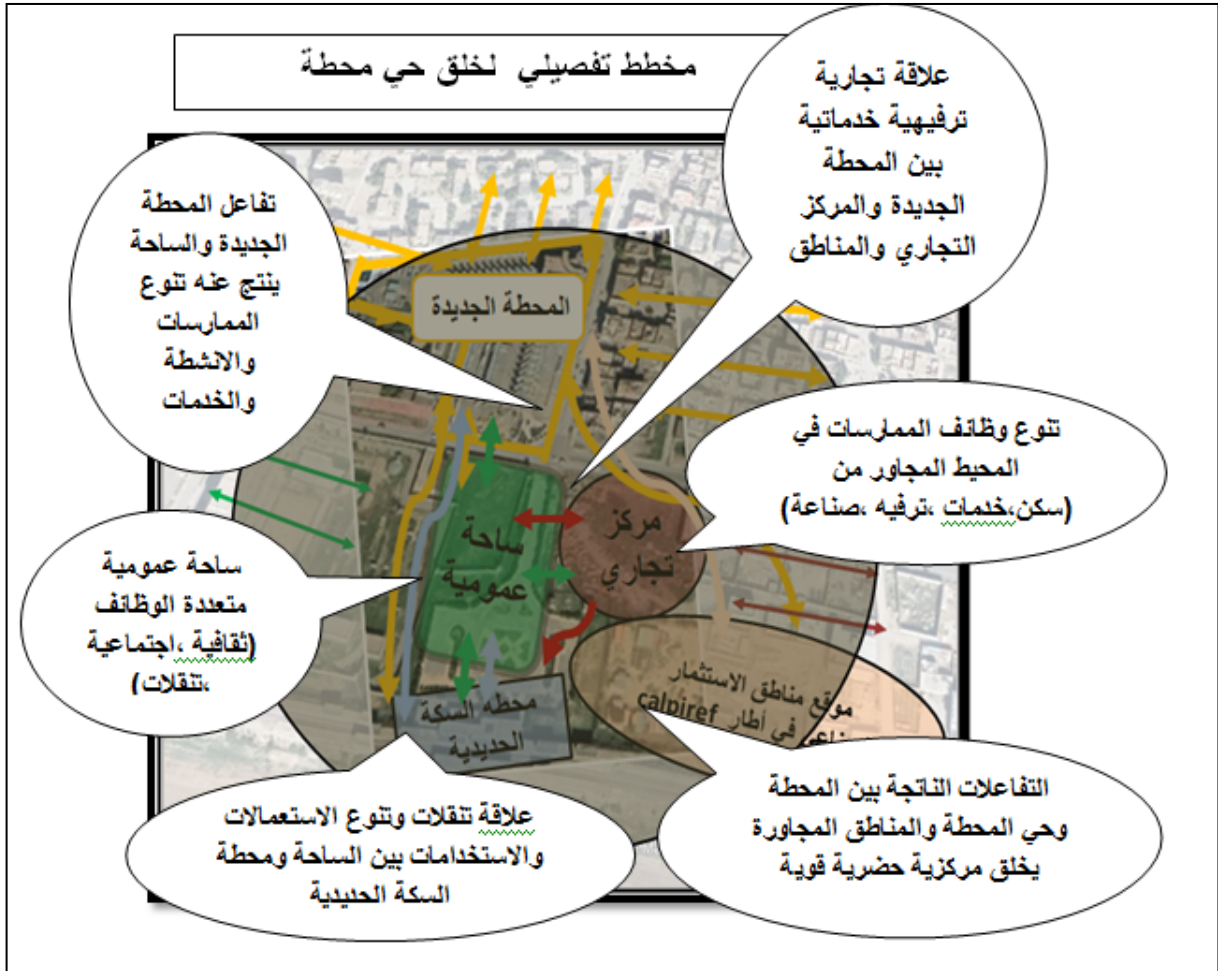 مخطط تفصيلي لخلق حي محطة
علاقة تجارية
ترفيهية خدماتية
بين المحطة
الجديدة والمركز
التجاري والمناطق
تفاعل المحطة
الجديدة والساحة
ينتج عنه تنوع
الممارسات
والانشطة
والخدمات
المحطة الجديدة
تنوع وظائف الممارسات في
المحيط المجاور من
(سكن،خدمات ،ترفيه ،صناعة)
مركز
تجاري
ساحة
عمومية
ساحة عمومية
متعددة الوظائف
(ثقافية ،اجتماعية
،تنقلات)
موقع مناطق الاستثمار
في أطار calpiref
محطه السكة
الحديدية
التفاعلات الناتجة بين المحطة
وحي المحطة والمناطق المجاورة
يخلق مركزية حضرية قوية
علاقة تنقلات وتنوع الاستعمالات
والاستخدامات بين الساحة ومحطة
السكة الحديدية